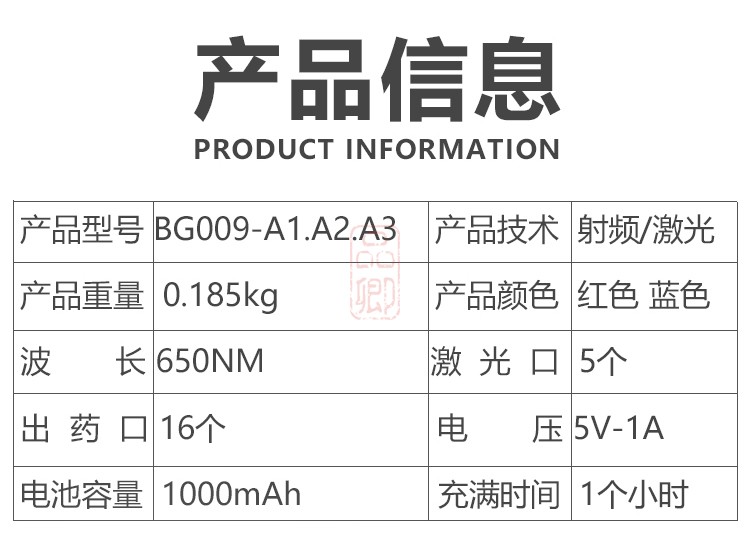 产品信息
PRODUCT INFORMATION
产品型号 BG009-A1.A2.A3 产品技术 射频/激光
产品重量 0.185kg 产品颜色 红色 蓝色
波 长 650NM 激 光 口 5个
出 药 口 16个 电 压 5V-1A
电池容量 1000mAh 充满时间 1个小时